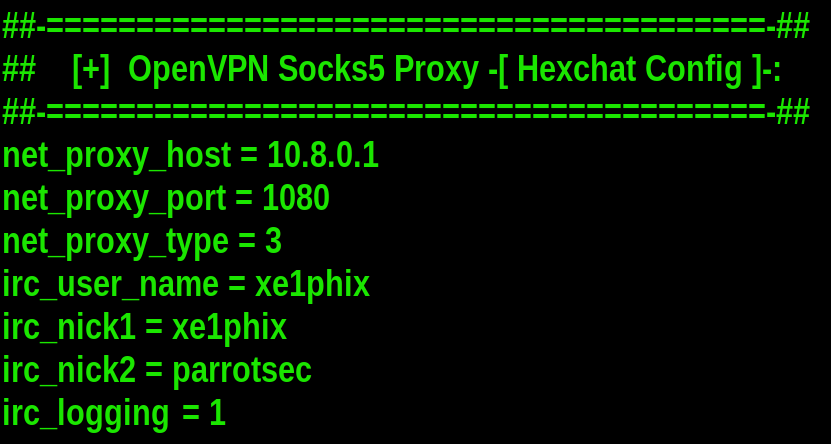 ##-========================================-##
##    [+]  OpenVPN Socks5 Proxy -[ Hexchat Config ]-:
##-========================================-##
net_proxy_host = 10.8.0.1
net_proxy_port = 1080
net_proxy_type = 3
irc_user_name = xe1phix
irc_nick1 = xe1phix
irc_nick2 = parrotsec
irc_logging  = 1